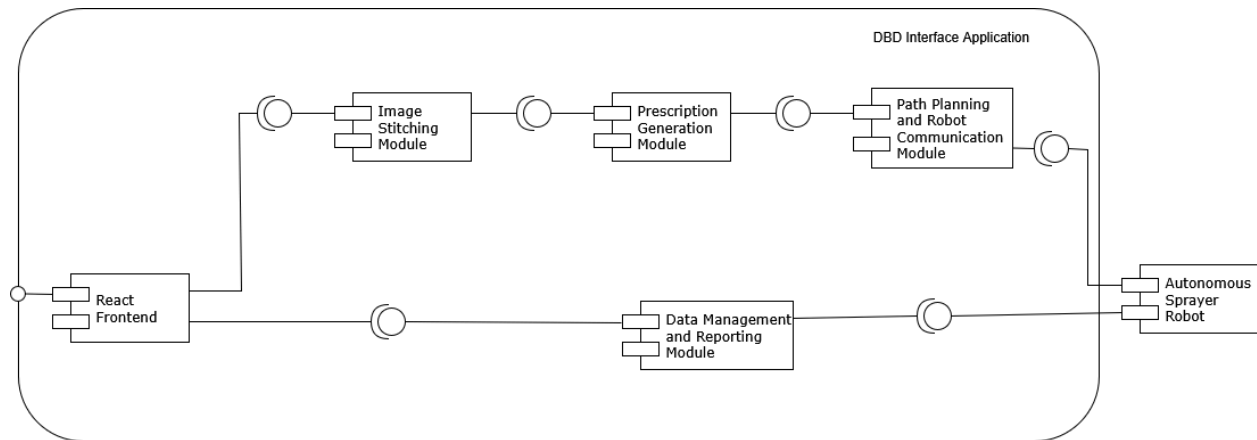 DBD Interface Application
Image
Stitching
Module
Prescription
Generation
Module
Path Planning
and Robot
Communication
Module
React
Frontend
Data Management
and Reporting
Module
Autonomous
Sprayer
Robot